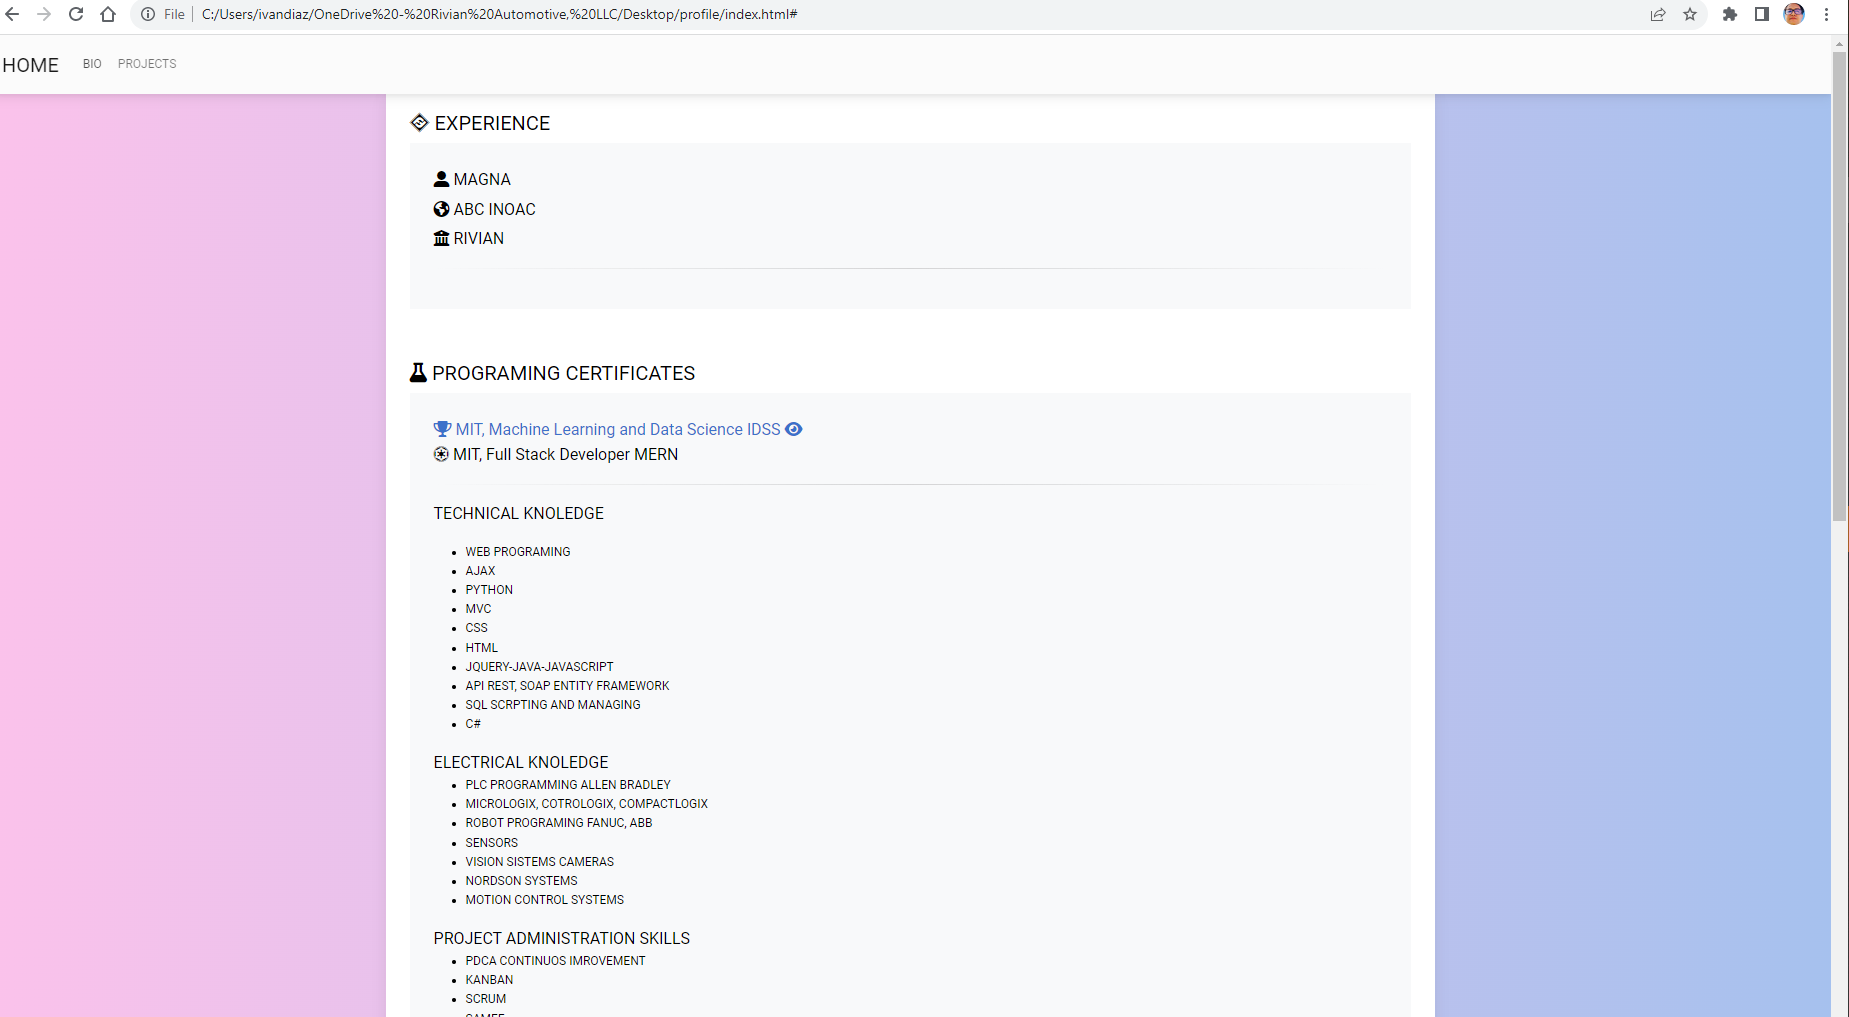 File C:/Users/ivandiaz/OneDrive%20-%20Rivian%20Automotive,%20LLC/Desktop/profile/index.html#
HOME BIO PROJECTS
EXPERIENCE
MAGNA
ABC INOAC
RIVIAN
PROGRAMING CERTIFICATES
MIT, Machine Learning and Data Science IDSS
MIT, Full Stack Developer MERN
TECHNICAL KNOLEDGE
WEB PROGRAMING
AJAX
PYTHON
MVC
CSS
HTML
JQUERY-JAVA-JAVASCRIPT
API REST, SOAP ENTITY FRAMEWORK
SQL SCRPTING AND MANAGING
C#
ELECTRICAL KNOLEDGE
PLC PROGRAMMING ALLEN BRADLEY
MICROLOGIX, COTROLOGIX, COMPACTLOGIX
ROBOT PROGRAMING FANUC, ABB
SENSORS
VISION SISTEMS CAMERAS
NORDSON SYSTEMS
MOTION CONTROL SYSTEMS
PROJECT ADMINISTRATION SKILLS
PDCA CONTINUOS IMROVEMENT
KANBAN
SCRUM